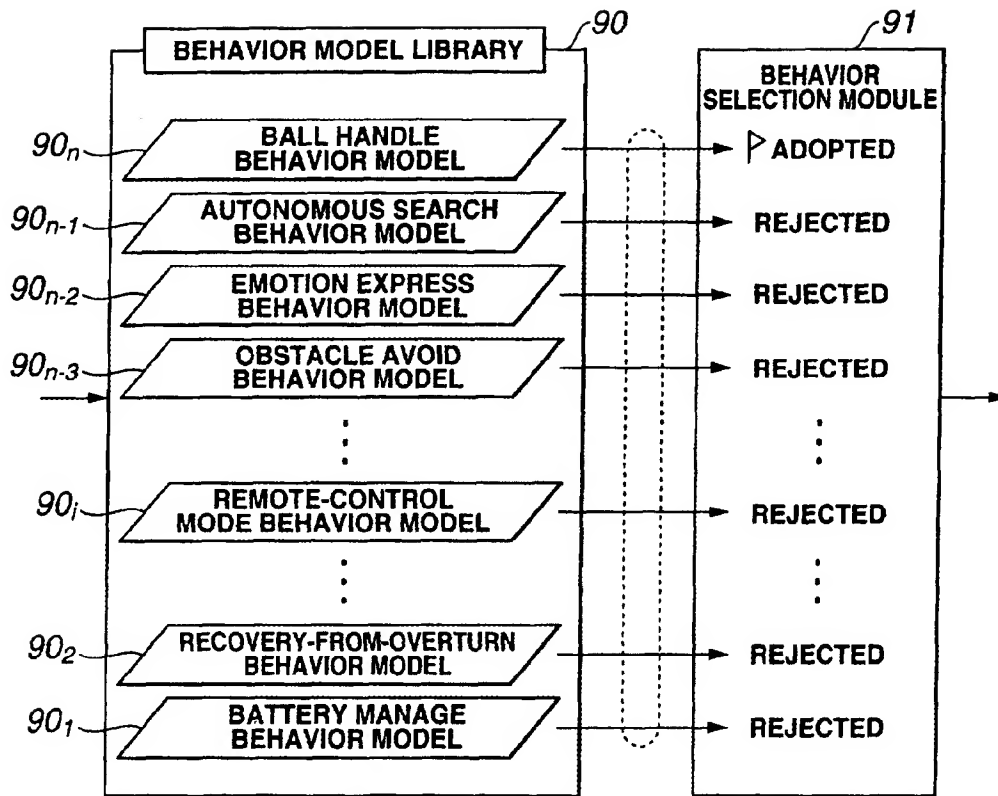 BEHAVIOR MODEL LIBRARY
90
91
BEHAVIOR
SELECTION MODULE
90n
BALL HANDLE
BEHAVIOR MODEL
ADOPTED
90n-1
AUTONOMOUS SEARCH
BEHAVIOR MODEL
REJECTED
90n-2
EMOTION EXPRESS
BEHAVIOR MODEL
REJECTED
90n-3
OBSTACLE AVOID
BEHAVIOR MODEL
REJECTED
90i
REMOTE-CONTROL
MODE BEHAVIOR MODEL
REJECTED
902
RECOVERY-FROM-OVERTURN
BEHAVIOR MODEL
REJECTED
901
BATTERY MANAGE
BEHAVIOR MODEL
REJECTED